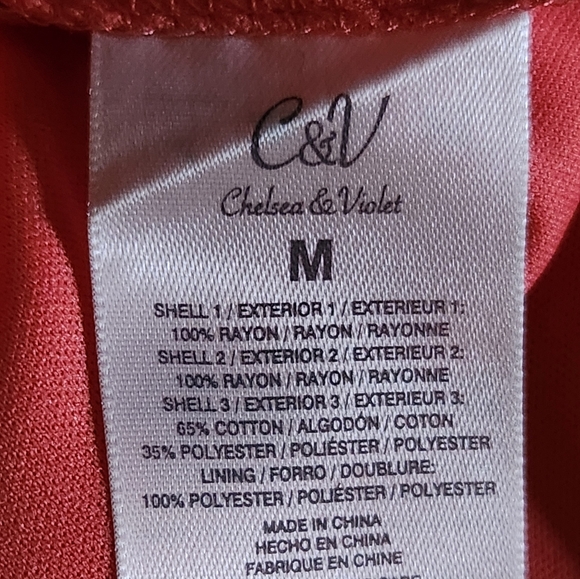 C&V
Chelsea & Violet
M
SHELL 1 / EXTERIOR 1 / EXTERIEUR 1:
100% RAYON / RAYON / RAYONNE
SHELL 2 / EXTERIOR 2 / EXTERIEUR 2:
100% RAYON / RAYON / RAYONNE
SHELL 3 / EXTERIOR 3 / EXTERIEUR 3:
65% COTTON / ALGODÓN / COTON
35% POLYESTER / POLIÉSTER / POLYESTER
LINING / FORRO / DOUBLURE:
100% POLYESTER / POLIÉSTER / POLYESTER
MADE IN CHINA
HECHO EN CHINA
FABRIQUE EN CHINE